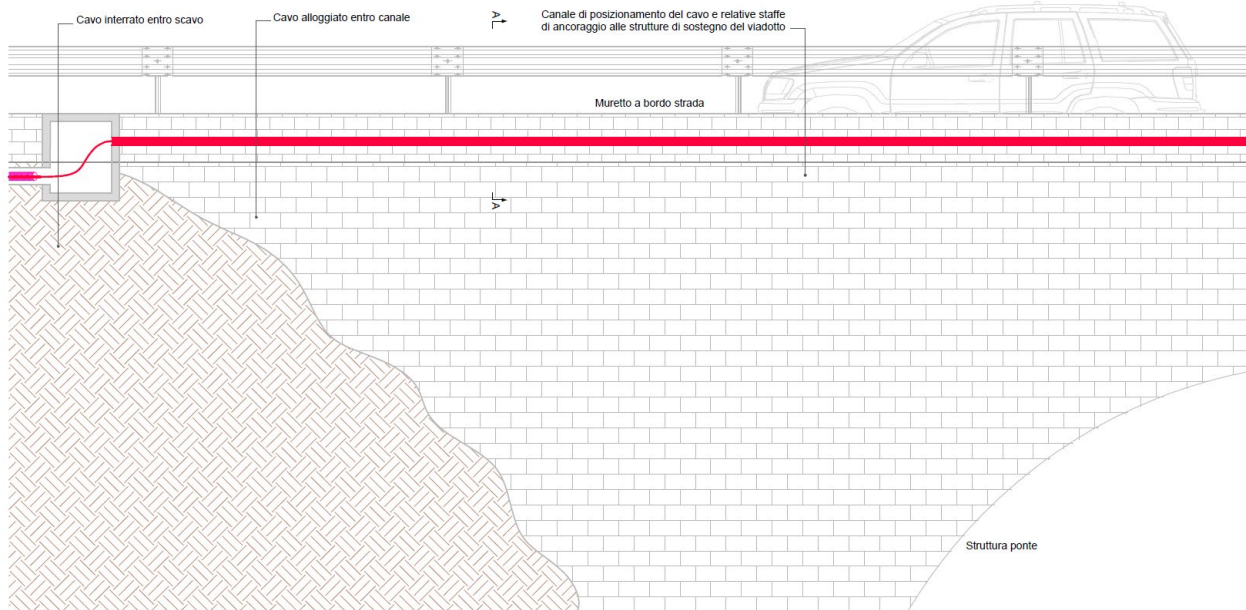 Cavo interrato entro scavo
Cavo alloggiato entro canale
A
Canale di posizionamento del cavo e relative staffe
di ancoraggio alle strutture di sostegno del viadotto
Muretto a bordo strada
A
Struttura ponte